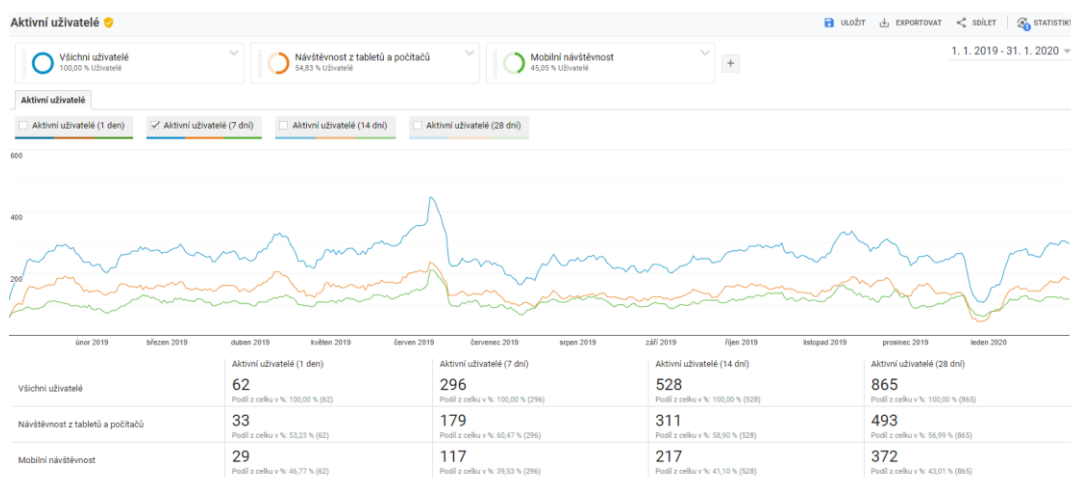 Aktivní uživatelé
ULOŽIT EXPORTOVAT SDÍLET STATISTIKY
1. 1. 2019 - 31. 1. 2020
Všichni uživatelé
100,00 % Uživatelé
Návštěvnost z tabletů a počítačů
54,83 % Uživatelé
Mobilní návštěvnost
45,05 % Uživatelé
+
Aktivní uživatelé
Aktivní uživatelé (1 den) Aktivní uživatelé (7 dní) Aktivní uživatelé (14 dní) Aktivní uživatelé (28 dní)
600
400
200
únor 2019 březen 2019 duben 2019 květen 2019 červen 2019 červenec 2019 srpen 2019 září 2019 říjen 2019 listopad 2019 prosinec 2019 leden 2020
Aktivní uživatelé (1 den) Aktivní uživatelé (7 dní) Aktivní uživatelé (14 dní) Aktivní uživatelé (28 dní)
Všichni uživatelé
62 296 528 865
Podíl z celku v %: 100,00 % (62) Podíl z celku v %: 100,00 % (296) Podíl z celku v %: 100,00 % (528) Podíl z celku v %: 100,00 % (865)
Návštěvnost z tabletů a počítačů
33 179 311 493
Podíl z celku v %: 53,23 % (62) Podíl z celku v %: 60,47 % (296) Podíl z celku v %: 58,90 % (528) Podíl z celku v %: 56,99 % (865)
Mobilní návštěvnost
29 117 217 372
Podíl z celku v %: 46,77 % (62) Podíl z celku v %: 39,53 % (296) Podíl z celku v %: 41,10 % (528) Podíl z celku v %: 43,01 % (865)